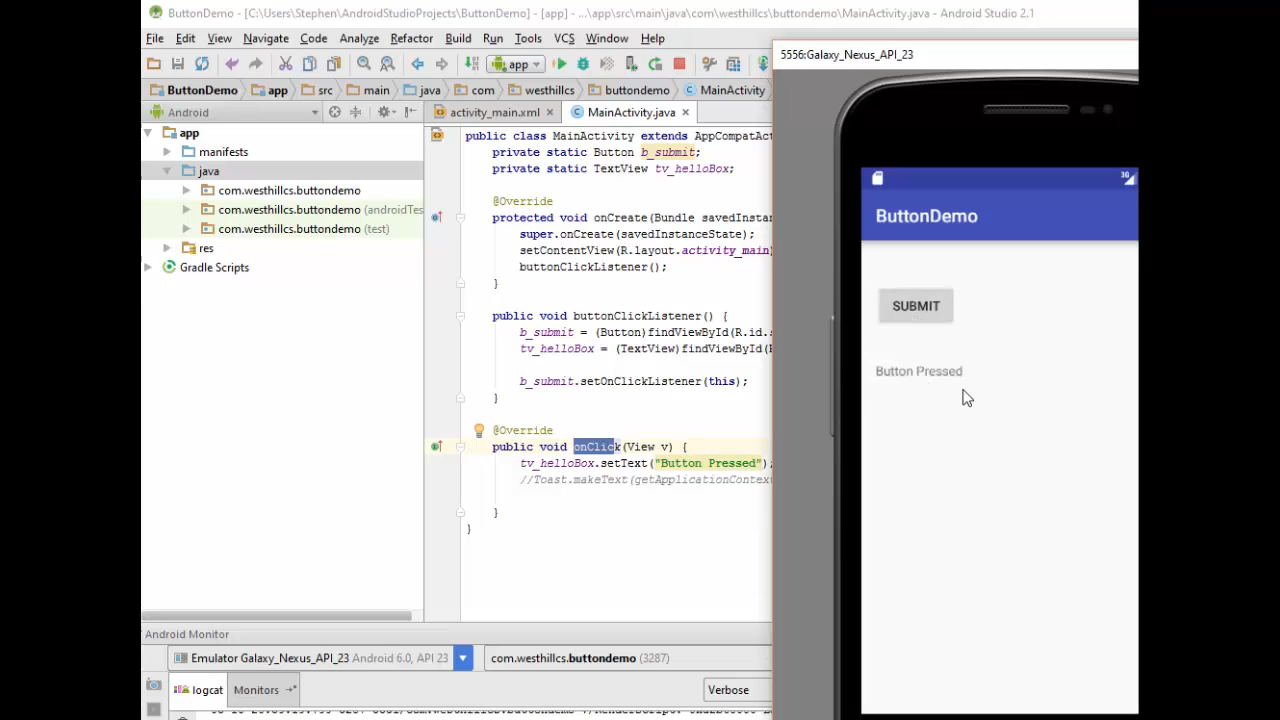 ButtonDemo - [C:\Users\Stephen\AndroidStudioProjects\ButtonDemo] - [app] - ...\app\src\main\java\com\westhillcs\buttondemo\MainActivity.java - Android Studio 2.1
File Edit View Navigate Code Analyze Refactor Build Run Tools VCS Window Help
app
ButtonDemo app src main java com westhillcs buttondemo MainActivity
Android
activity_main.xml MainActivity.java
app
manifests
java
com.westhillcs.buttondemo
com.westhillcs.buttondemo (androidTes
com.westhillcs.buttondemo (test)
res
Gradle Scripts
public class MainActivity extends AppCompatAct
private static Button b_submit;
private static TextView tv_helloBox;
@Override
protected void onCreate(Bundle savedInstan
super.onCreate(savedInstanceState);
setContentView(R.layout.activity_main)
buttonClickListener();
}
public void buttonClickListener() {
b_submit = (Button)findViewById(R.id.s
tv_helloBox = (TextView)findViewById(R
b_submit.setOnClickListener(this);
}
@Override
public void onClick(View v) {
tv_helloBox.setText("Button Pressed");
//Toast.makeText(getApplicationContext
}
}
5556:Galaxy_Nexus_API_23
3G
ButtonDemo
SUBMIT
Button Pressed
Android Monitor
Emulator Galaxy_Nexus_API_23 Android 6.0, API 23
com.westhillcs.buttondemo (3287)
logcat Monitors
Verbose